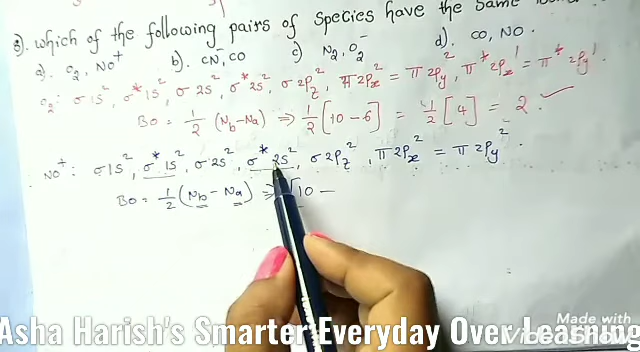 8). which of the following pairs of Species have the same
a). O₂, NO⁺ b). CN⁻, CO c) N₂, O₂⁻ d). CO, NO.
O₂: σ1s², σ*1s², σ2s², σ*2s², σ2Pz², π2Px² = π2Py², π*2Px¹ = π*2Py¹
BO = 1/2 (Nb - Na) ⇒ 1/2 [10 - 6] = 1/2 [4] = 2. ✓
NO⁺: σ1s², σ*1s², σ2s², σ*2s², σ2Pz², π2Px² = π2Py².
BO = 1/2 (Nb - Na) ⇒ [10 -
Made with
VideoShow
Asha Harish's Smarter Everyday Over Learning